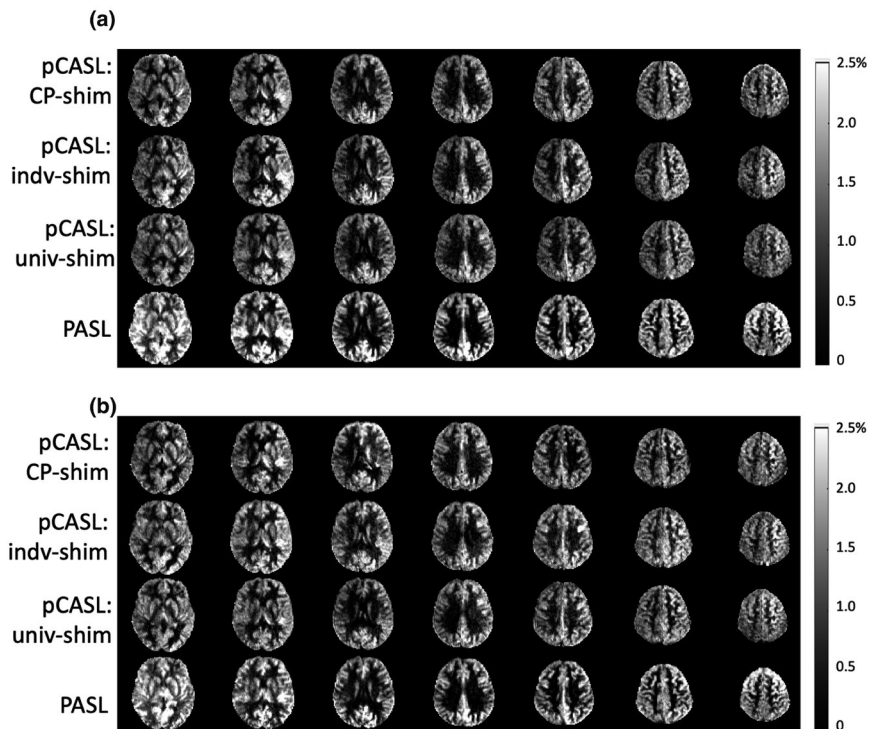 (a)
pCASL:
CP-shim
pCASL:
indv-shim
pCASL:
univ-shim
PASL
2.5%
2.0
1.5
1.0
0.5
0
(b)
pCASL:
CP-shim
pCASL:
indv-shim
pCASL:
univ-shim
PASL
2.5%
2.0
1.5
1.0
0.5
0